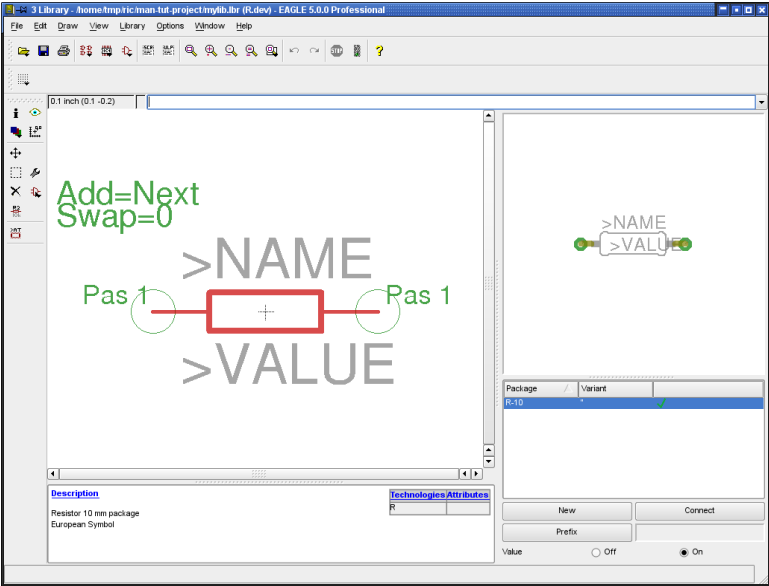 3 Library - /home/tmp/ric/man-tut-project/mylib.lbr (R.dev) - EAGLE 5.0.0 Professional
File Edit Draw View Library Options Window Help
SCR ULP
STOP
?
0.1 inch (0.1 -0.2)
i
Add=Next
Swap=0
>NAME
Pas 1
Pas 1
>VALUE
>NAME
>VALUE
Package Variant
R-10 "
Description
Resistor 10 mm package
European Symbol
Technologies Attributes
R
New Connect
Prefix
Value Off On